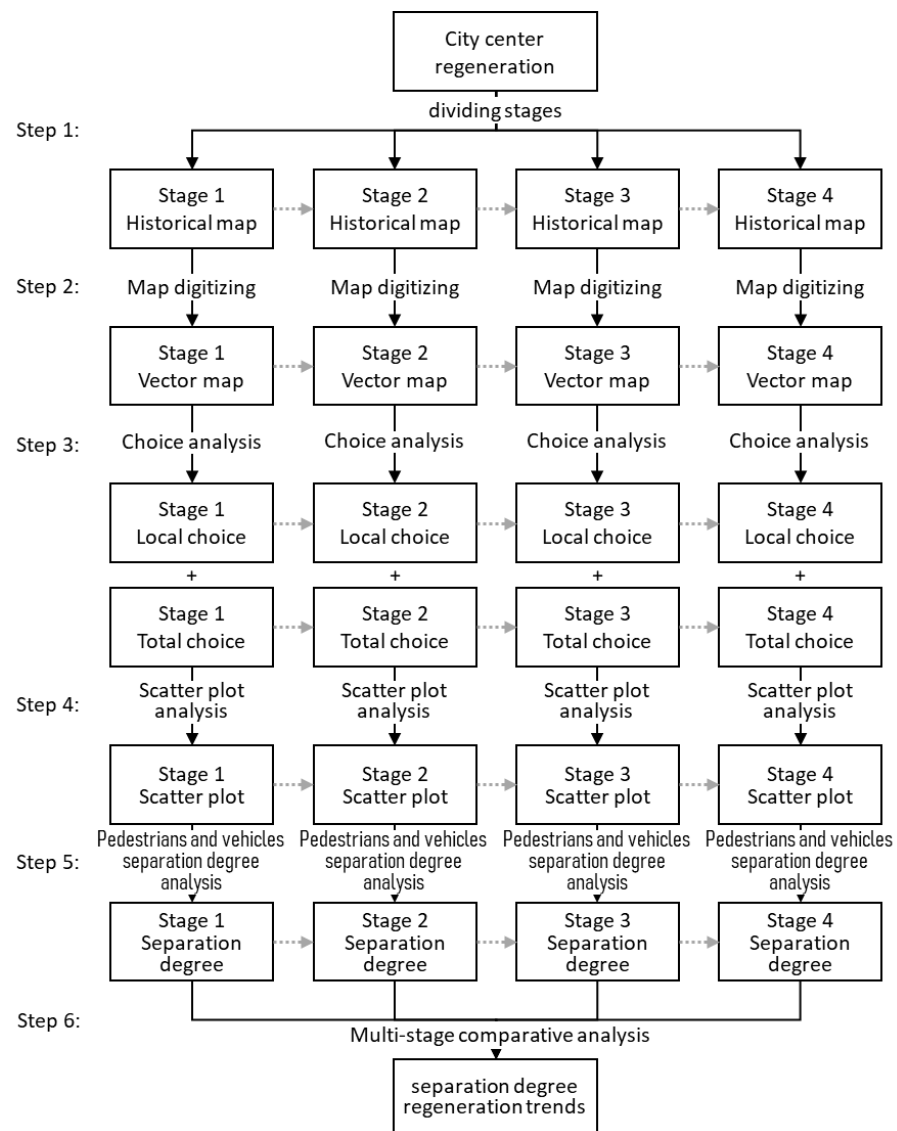 City center
regeneration
dividing stages
Step 1:
Stage 1 Stage 2 Stage 3 Stage 4
Historical map Historical map Historical map Historical map
Step 2: Map digitizing Map digitizing Map digitizing Map digitizing
Stage 1 Stage 2 Stage 3 Stage 4
Vector map Vector map Vector map Vector map
Step 3: Choice analysis Choice analysis Choice analysis Choice analysis
Stage 1 Stage 2 Stage 3 Stage 4
Local choice Local choice Local choice Local choice
+ + + +
Stage 1 Stage 2 Stage 3 Stage 4
Total choice Total choice Total choice Total choice
Scatter plot Scatter plot Scatter plot Scatter plot
Step 4: analysis analysis analysis analysis
Stage 1 Stage 2 Stage 3 Stage 4
Scatter plot Scatter plot Scatter plot Scatter plot
Pedestrians and vehicles Pedestrians and vehicles Pedestrians and vehicles Pedestrians and vehicles
Step 5: separation degree separation degree separation degree separation degree
analysis analysis analysis analysis
Stage 1 Stage 2 Stage 3 Stage 4
Separation Separation Separation Separation
degree degree degree degree
Step 6:
Multi-stage comparative analysis
separation degree
regeneration trends